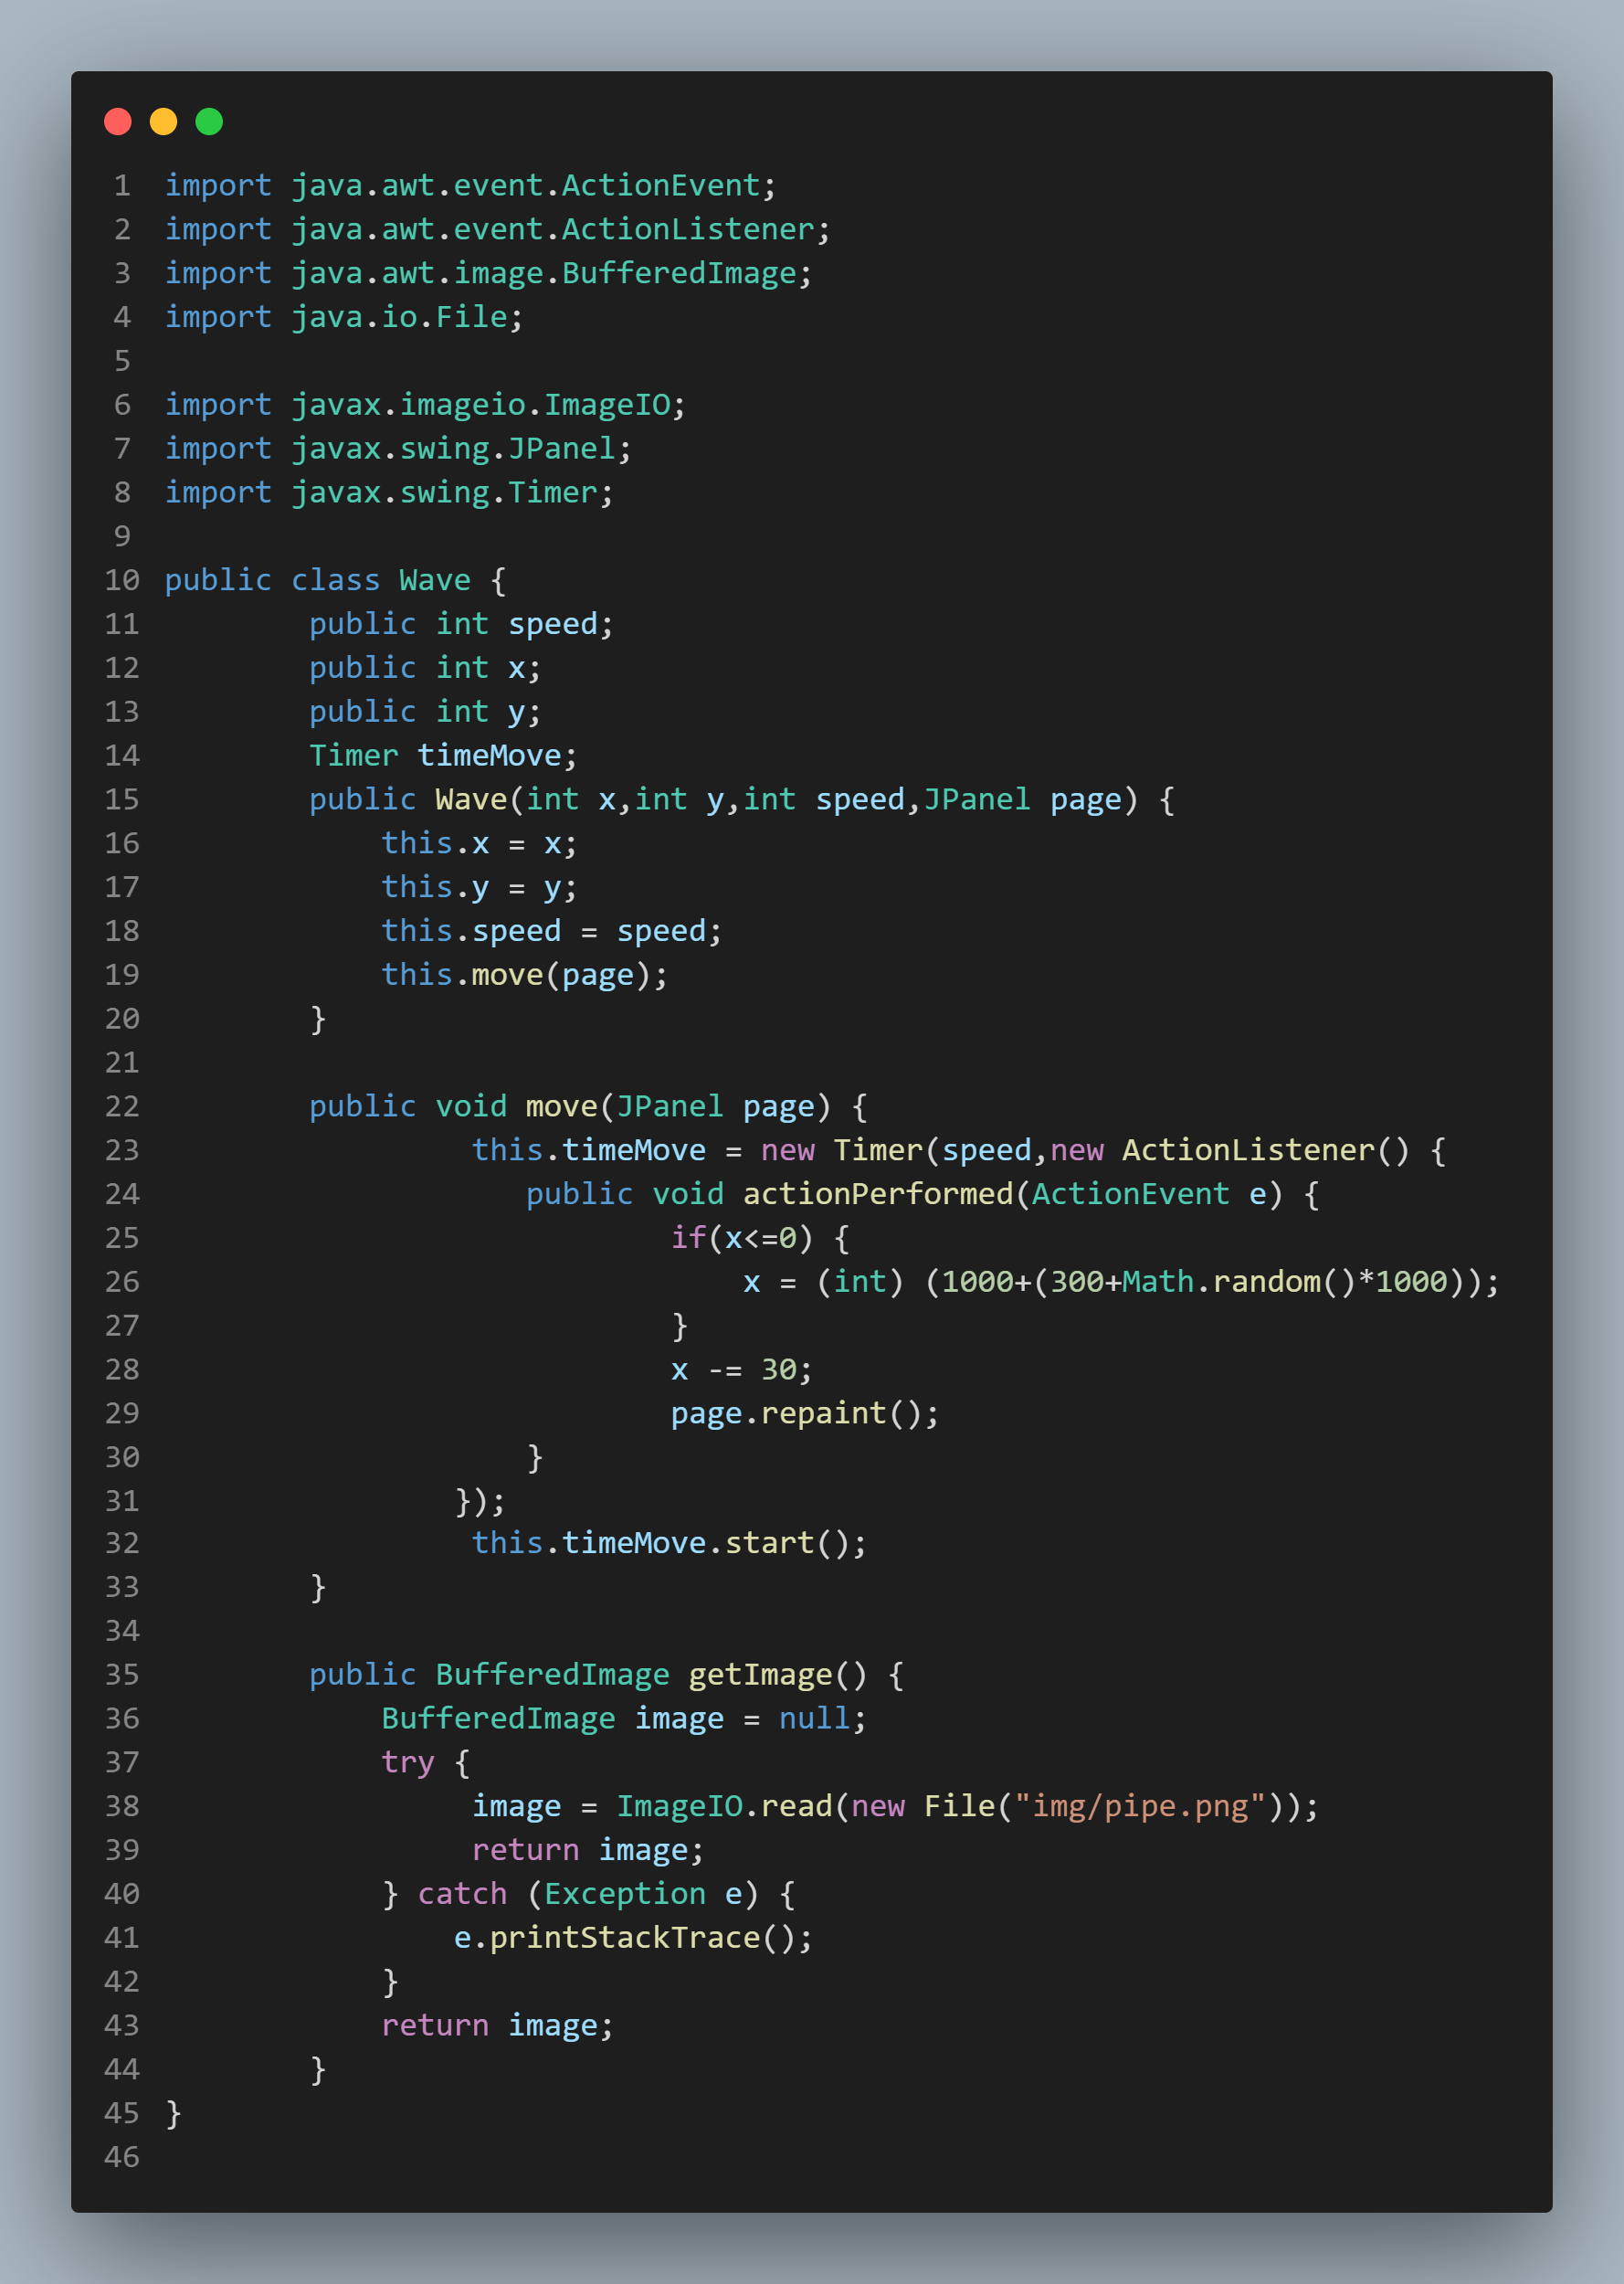 1 import java.awt.event.ActionEvent;
2 import java.awt.event.ActionListener;
3 import java.awt.image.BufferedImage;
4 import java.io.File;
5
6 import javax.imageio.ImageIO;
7 import javax.swing.JPanel;
8 import javax.swing.Timer;
9
10 public class Wave {
11         public int speed;
12         public int x;
13         public int y;
14         Timer timeMove;
15         public Wave(int x,int y,int speed,JPanel page) {
16             this.x = x;
17             this.y = y;
18             this.speed = speed;
19             this.move(page);
20         }
21
22         public void move(JPanel page) {
23                  this.timeMove = new Timer(speed,new ActionListener() {
24                     public void actionPerformed(ActionEvent e) {
25                             if(x<=0) {
26                                 x = (int) (1000+(300+Math.random()*1000));
27                             }
28                             x -= 30;
29                             page.repaint();
30                     }
31                 });
32                  this.timeMove.start();
33         }
34
35         public BufferedImage getImage() {
36             BufferedImage image = null;
37             try {
38                  image = ImageIO.read(new File("img/pipe.png"));
39                  return image;
40             } catch (Exception e) {
41                 e.printStackTrace();
42             }
43             return image;
44         }
45 }
46